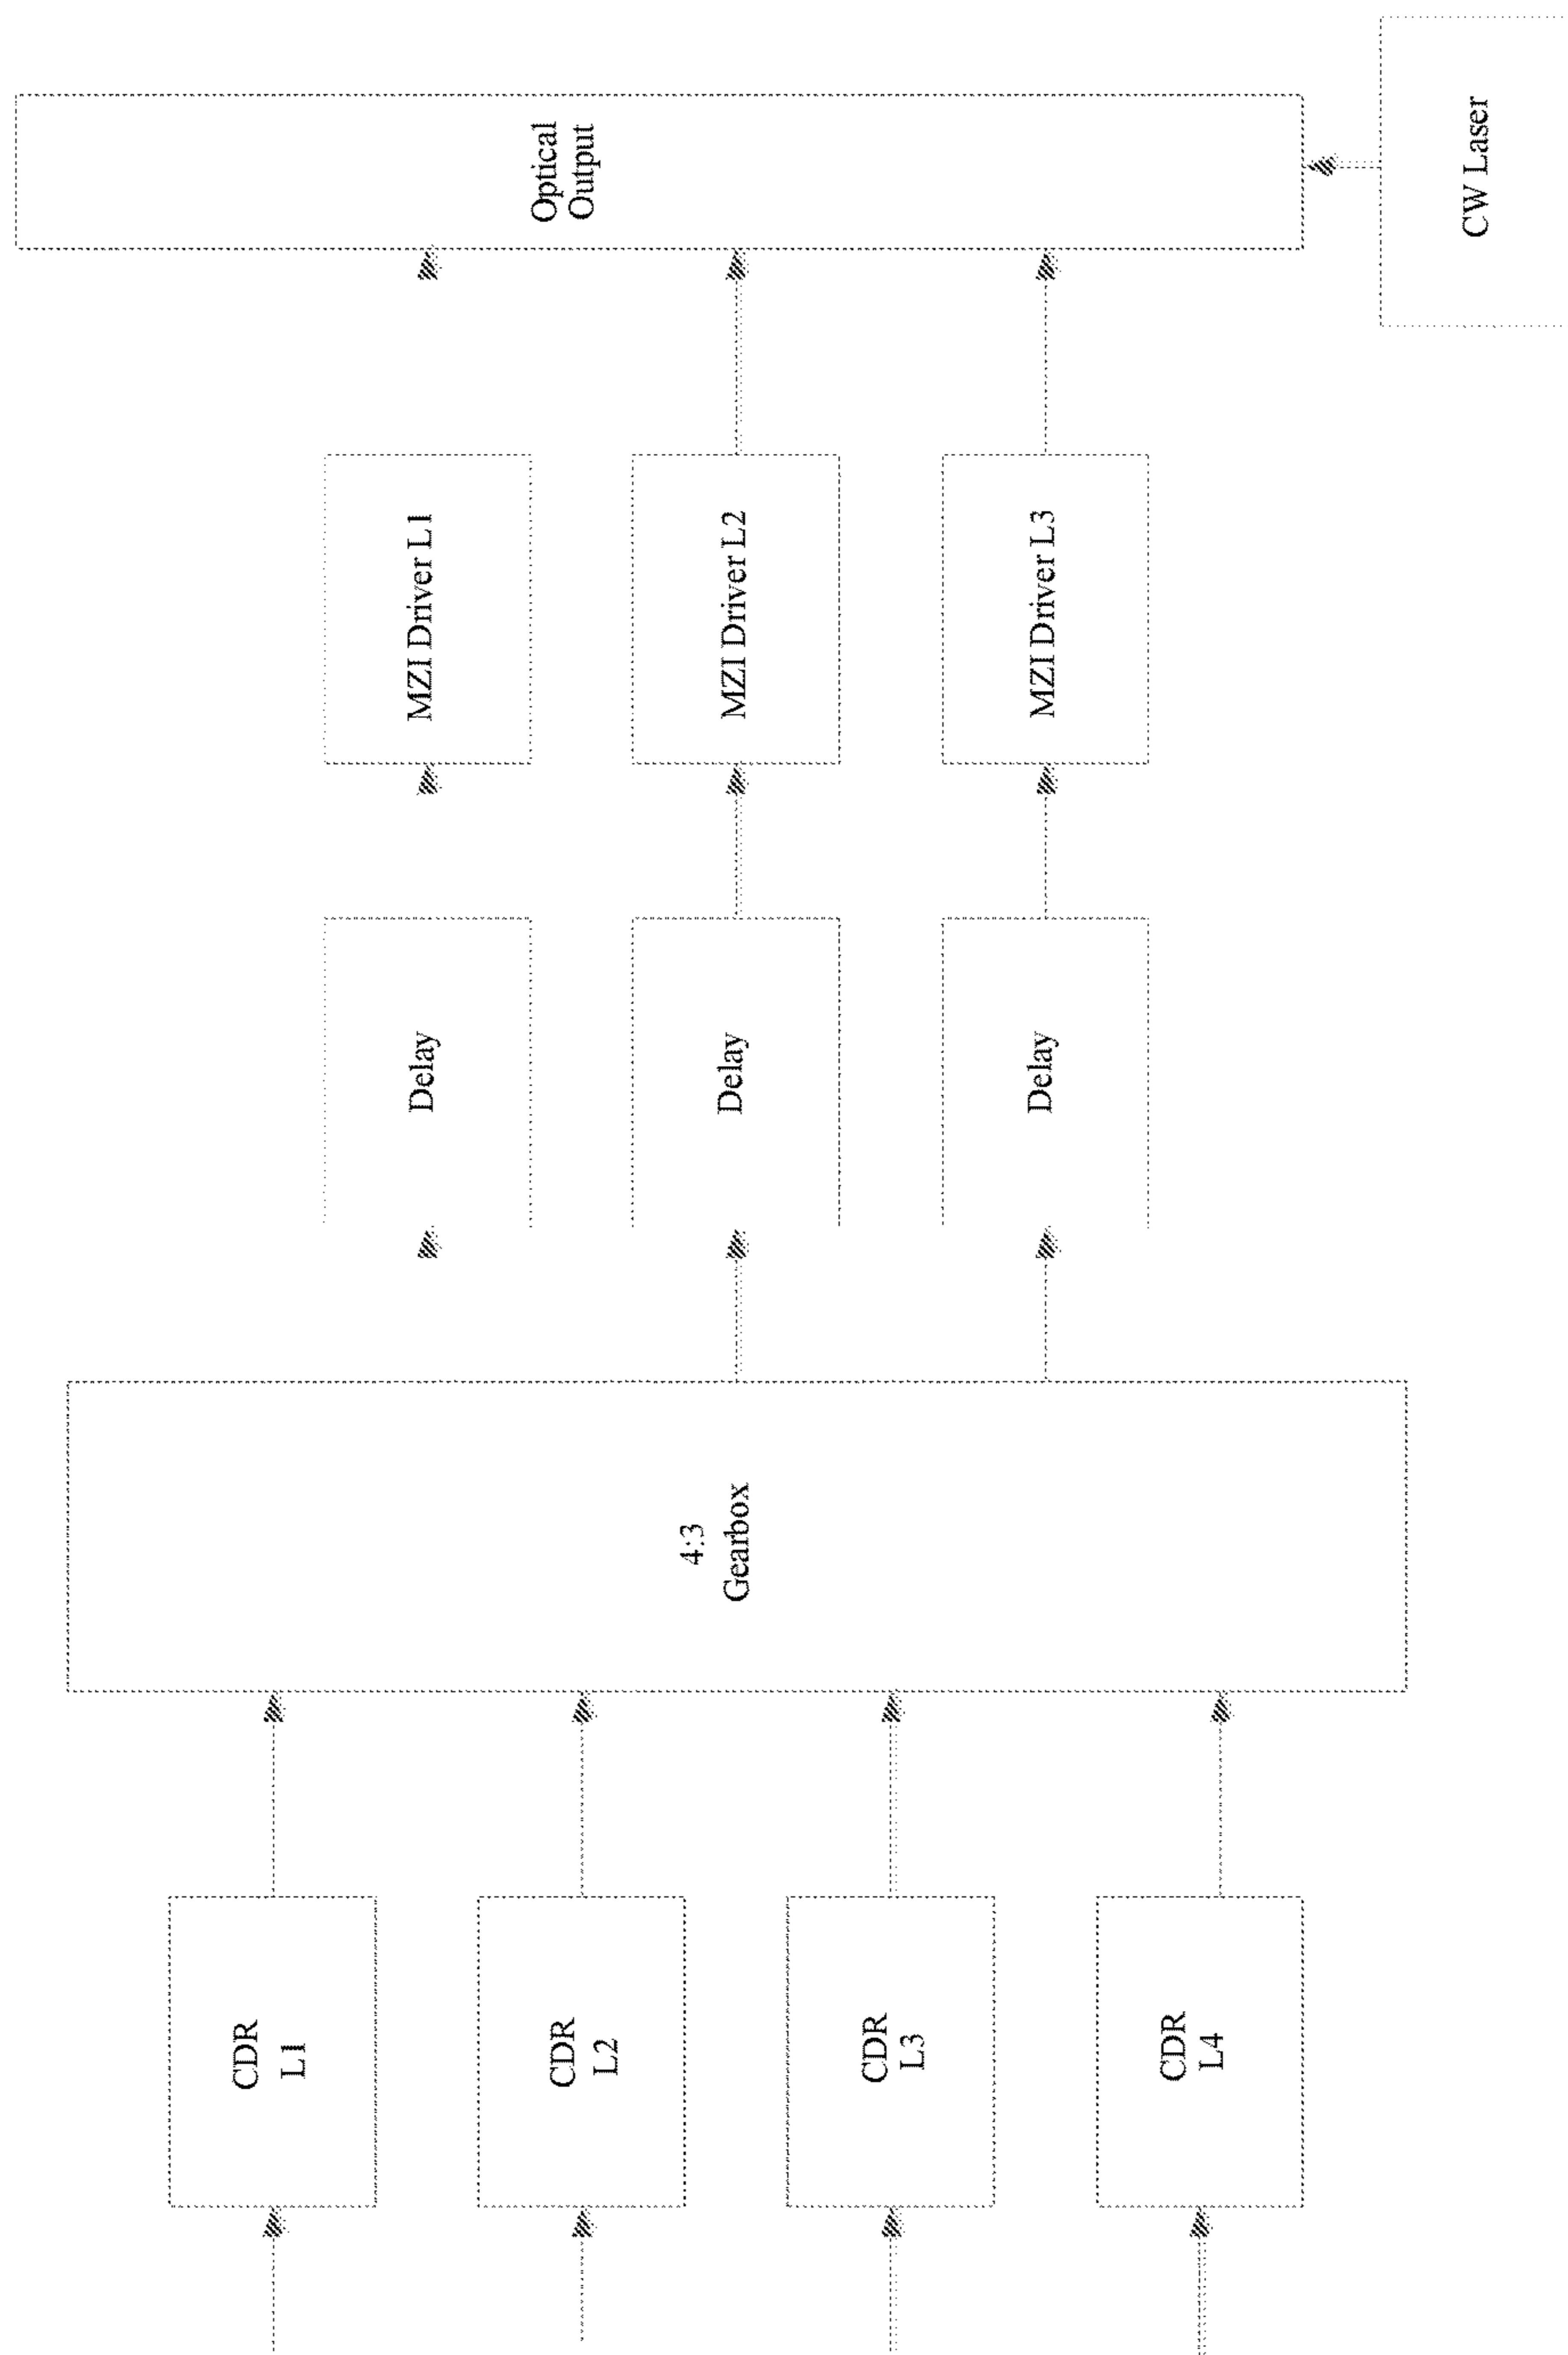 CDR
L1
CDR
L2
CDR
L3
CDR
L4
4:3
Gearbox
Delay
Delay
Delay
MZI Driver L1
MZI Driver L2
MZI Driver L3
Optical
Output
CW Laser